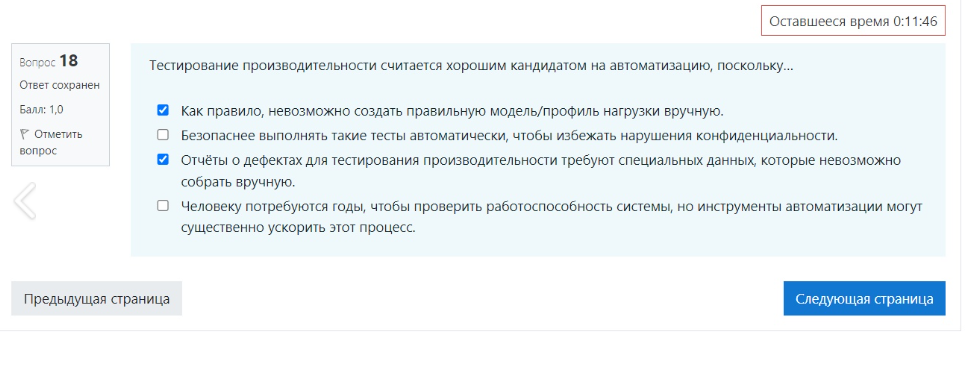 Оставшееся время 0:11:46
Вопрос 18
Ответ сохранен
Балл: 1,0
Отметить
вопрос
Тестирование производительности считается хорошим кандидатом на автоматизацию, поскольку...
Как правило, невозможно создать правильную модель/профиль нагрузки вручную.
Безопаснее выполнять такие тесты автоматически, чтобы избежать нарушения конфиденциальности.
Отчёты о дефектах для тестирования производительности требуют специальных данных, которые невозможно
собрать вручную.
Человеку потребуются годы, чтобы проверить работоспособность системы, но инструменты автоматизации могут
существенно ускорить этот процесс.
Предыдущая страница
Следующая страница